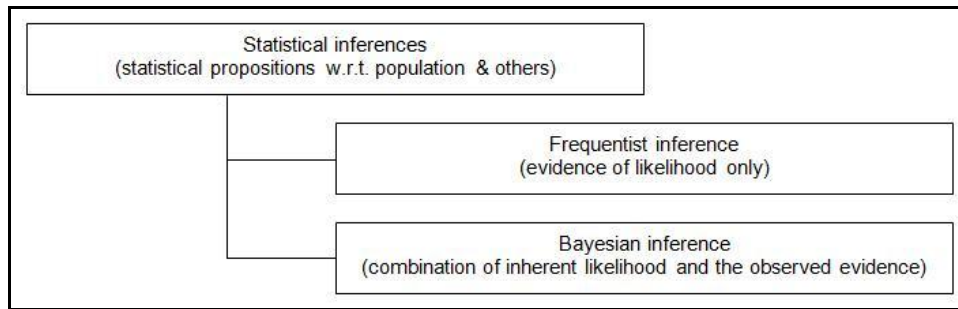 Statistical inferences
(statistical propositions w.r.t. population & others)
Frequentist inference
(evidence of likelihood only)
Bayesian inference
(combination of inherent likelihood and the observed evidence)